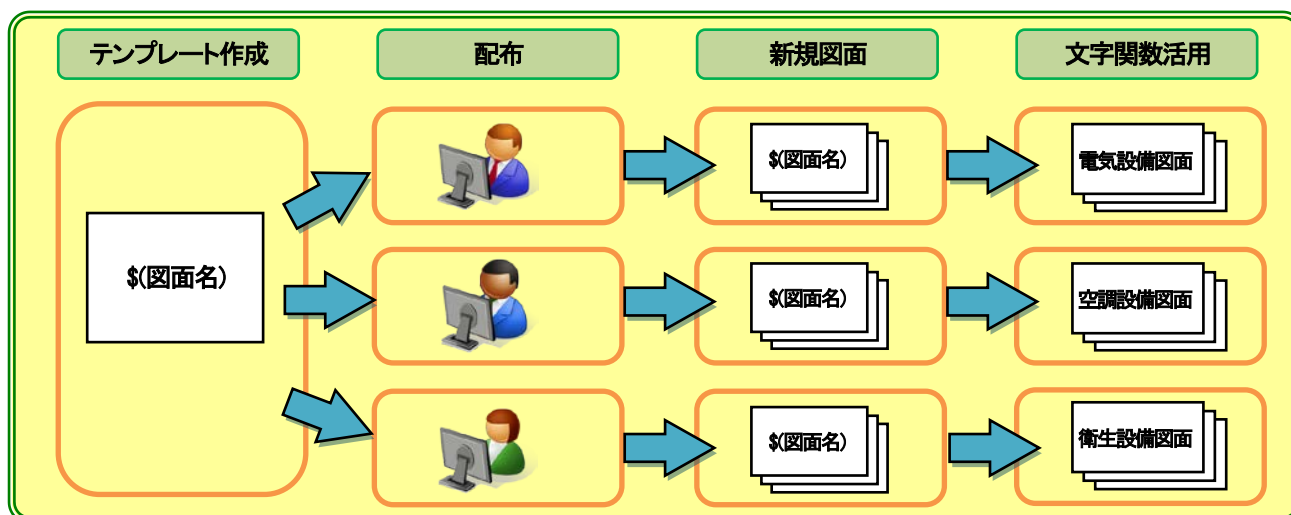 テンプレート作成
配布
新規図面
文字関数活用
$(図面名)
$(図面名)
電気設備図面
$(図面名)
空調設備図面
$(図面名)
衛生設備図面